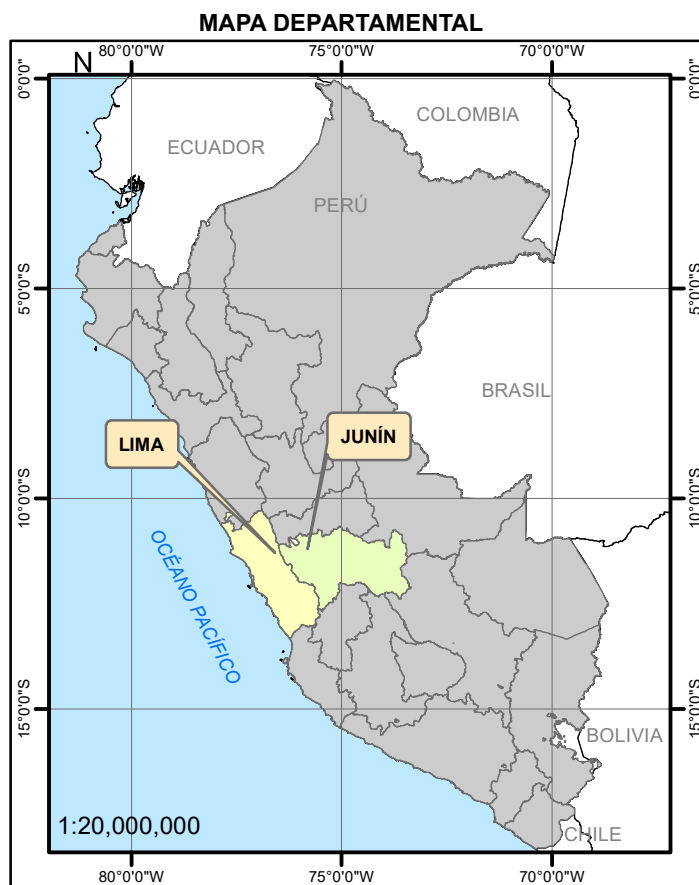 MAPA DEPARTAMENTAL
80°0'0"W 75°0'0"W 70°0'0"W
N
0°0'0" 0°0'0"
COLOMBIA
ECUADOR
PERÚ
5°0'0"S 5°0'0"S
BRASIL
LIMA JUNÍN
10°0'0"S 10°0'0"S
OCÉANO PACÍFICO
15°0'0"S 15°0'0"S
BOLIVIA
1:20,000,000
CHILE
80°0'0"W 75°0'0"W 70°0'0"W